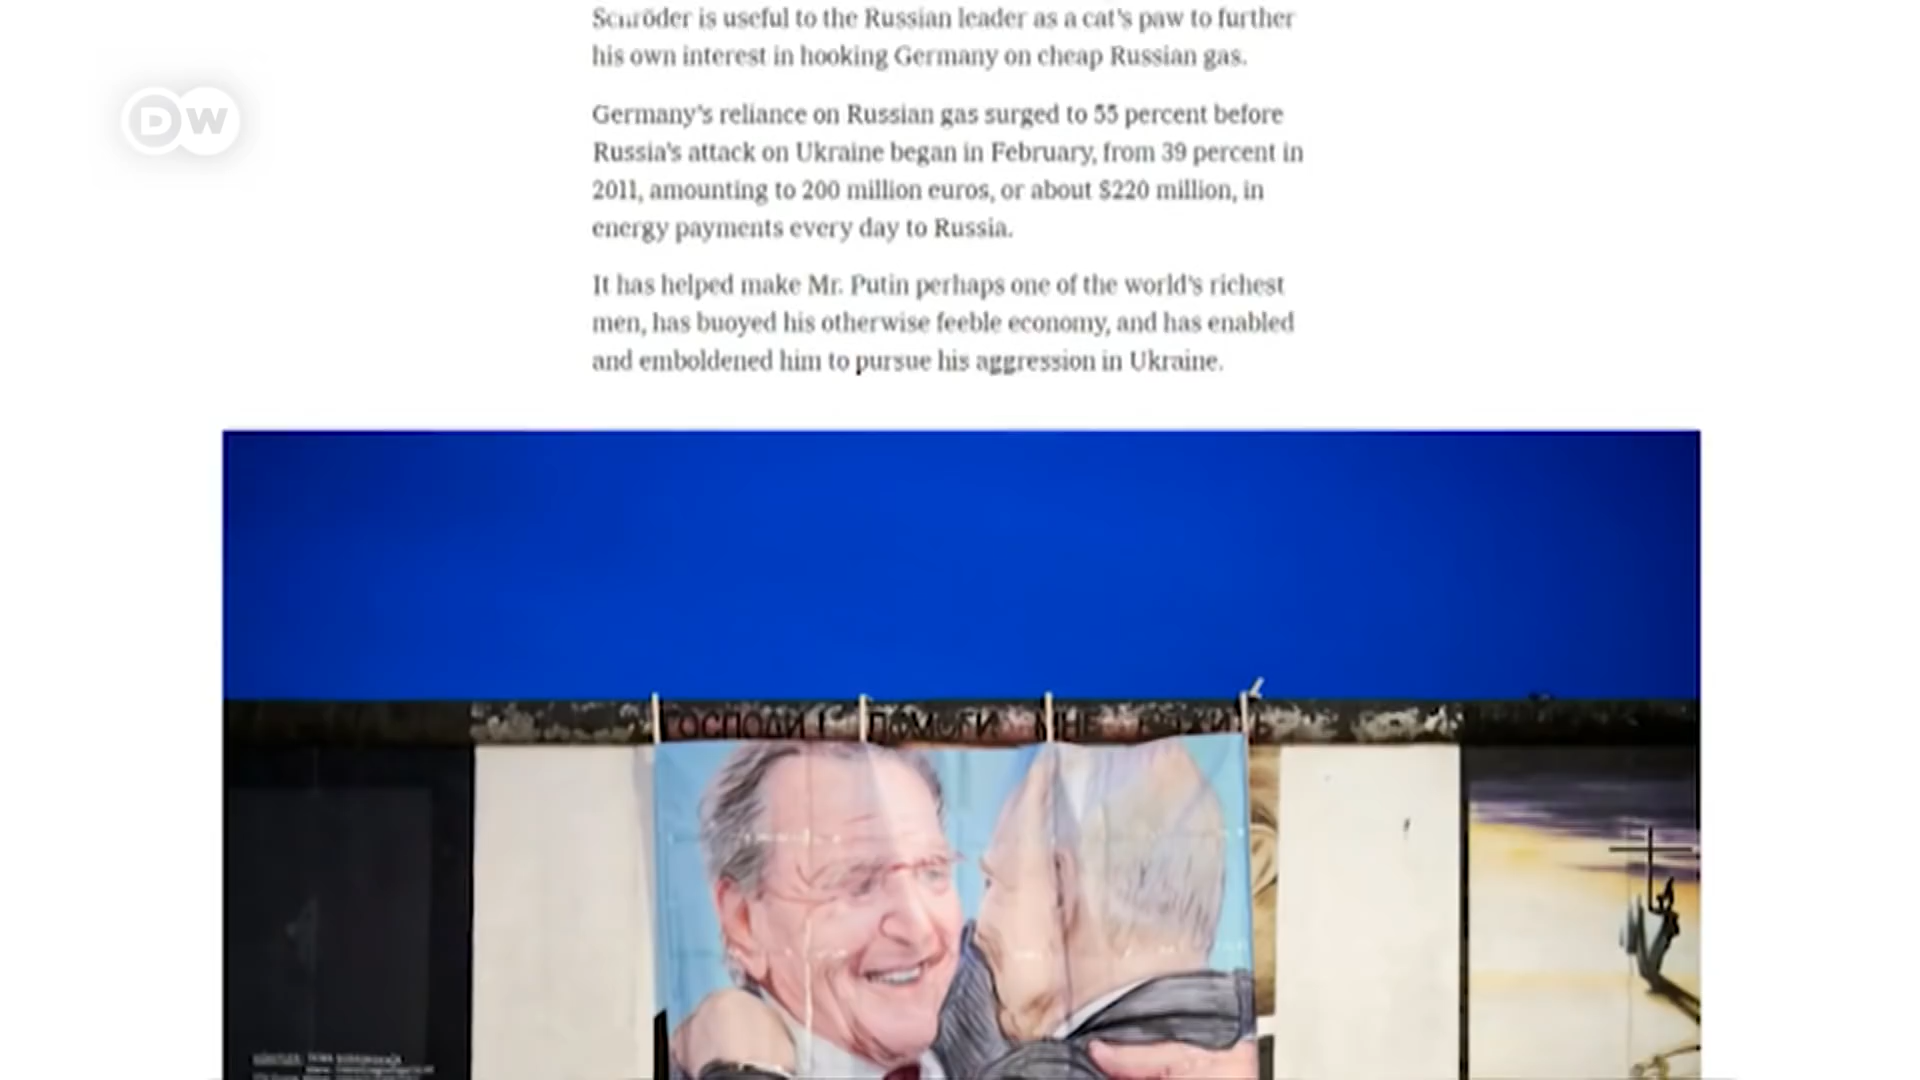 DW
Schröder is useful to the Russian leader as a cat's paw to further
his own interest in hooking Germany on cheap Russian gas.
Germany's reliance on Russian gas surged to 55 percent before
Russia's attack on Ukraine began in February, from 39 percent in
2011, amounting to 200 million euros, or about $220 million, in
energy payments every day to Russia.
It has helped make Mr. Putin perhaps one of the world's richest
men, has buoyed his otherwise feeble economy, and has enabled
and emboldened him to pursue his aggression in Ukraine.
ГОСПОДИ! ПОМОГИ МНЕ